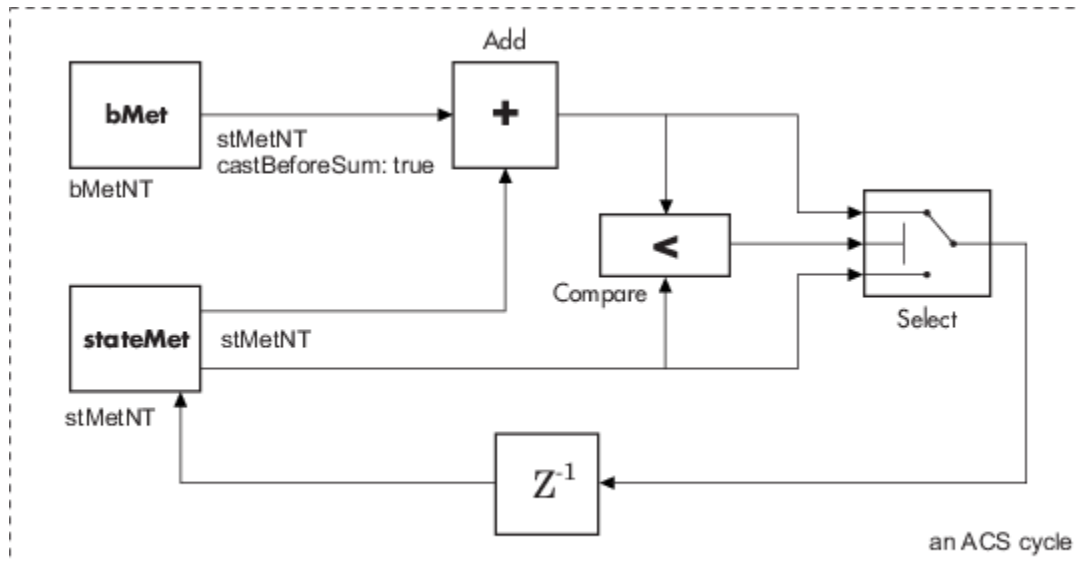 Add
bMet
+
stMetNT
castBeforeSum: true
bMetNT
<
Compare
Select
stateMet
stMetNT
stMetNT
Z⁻¹
an ACS cycle